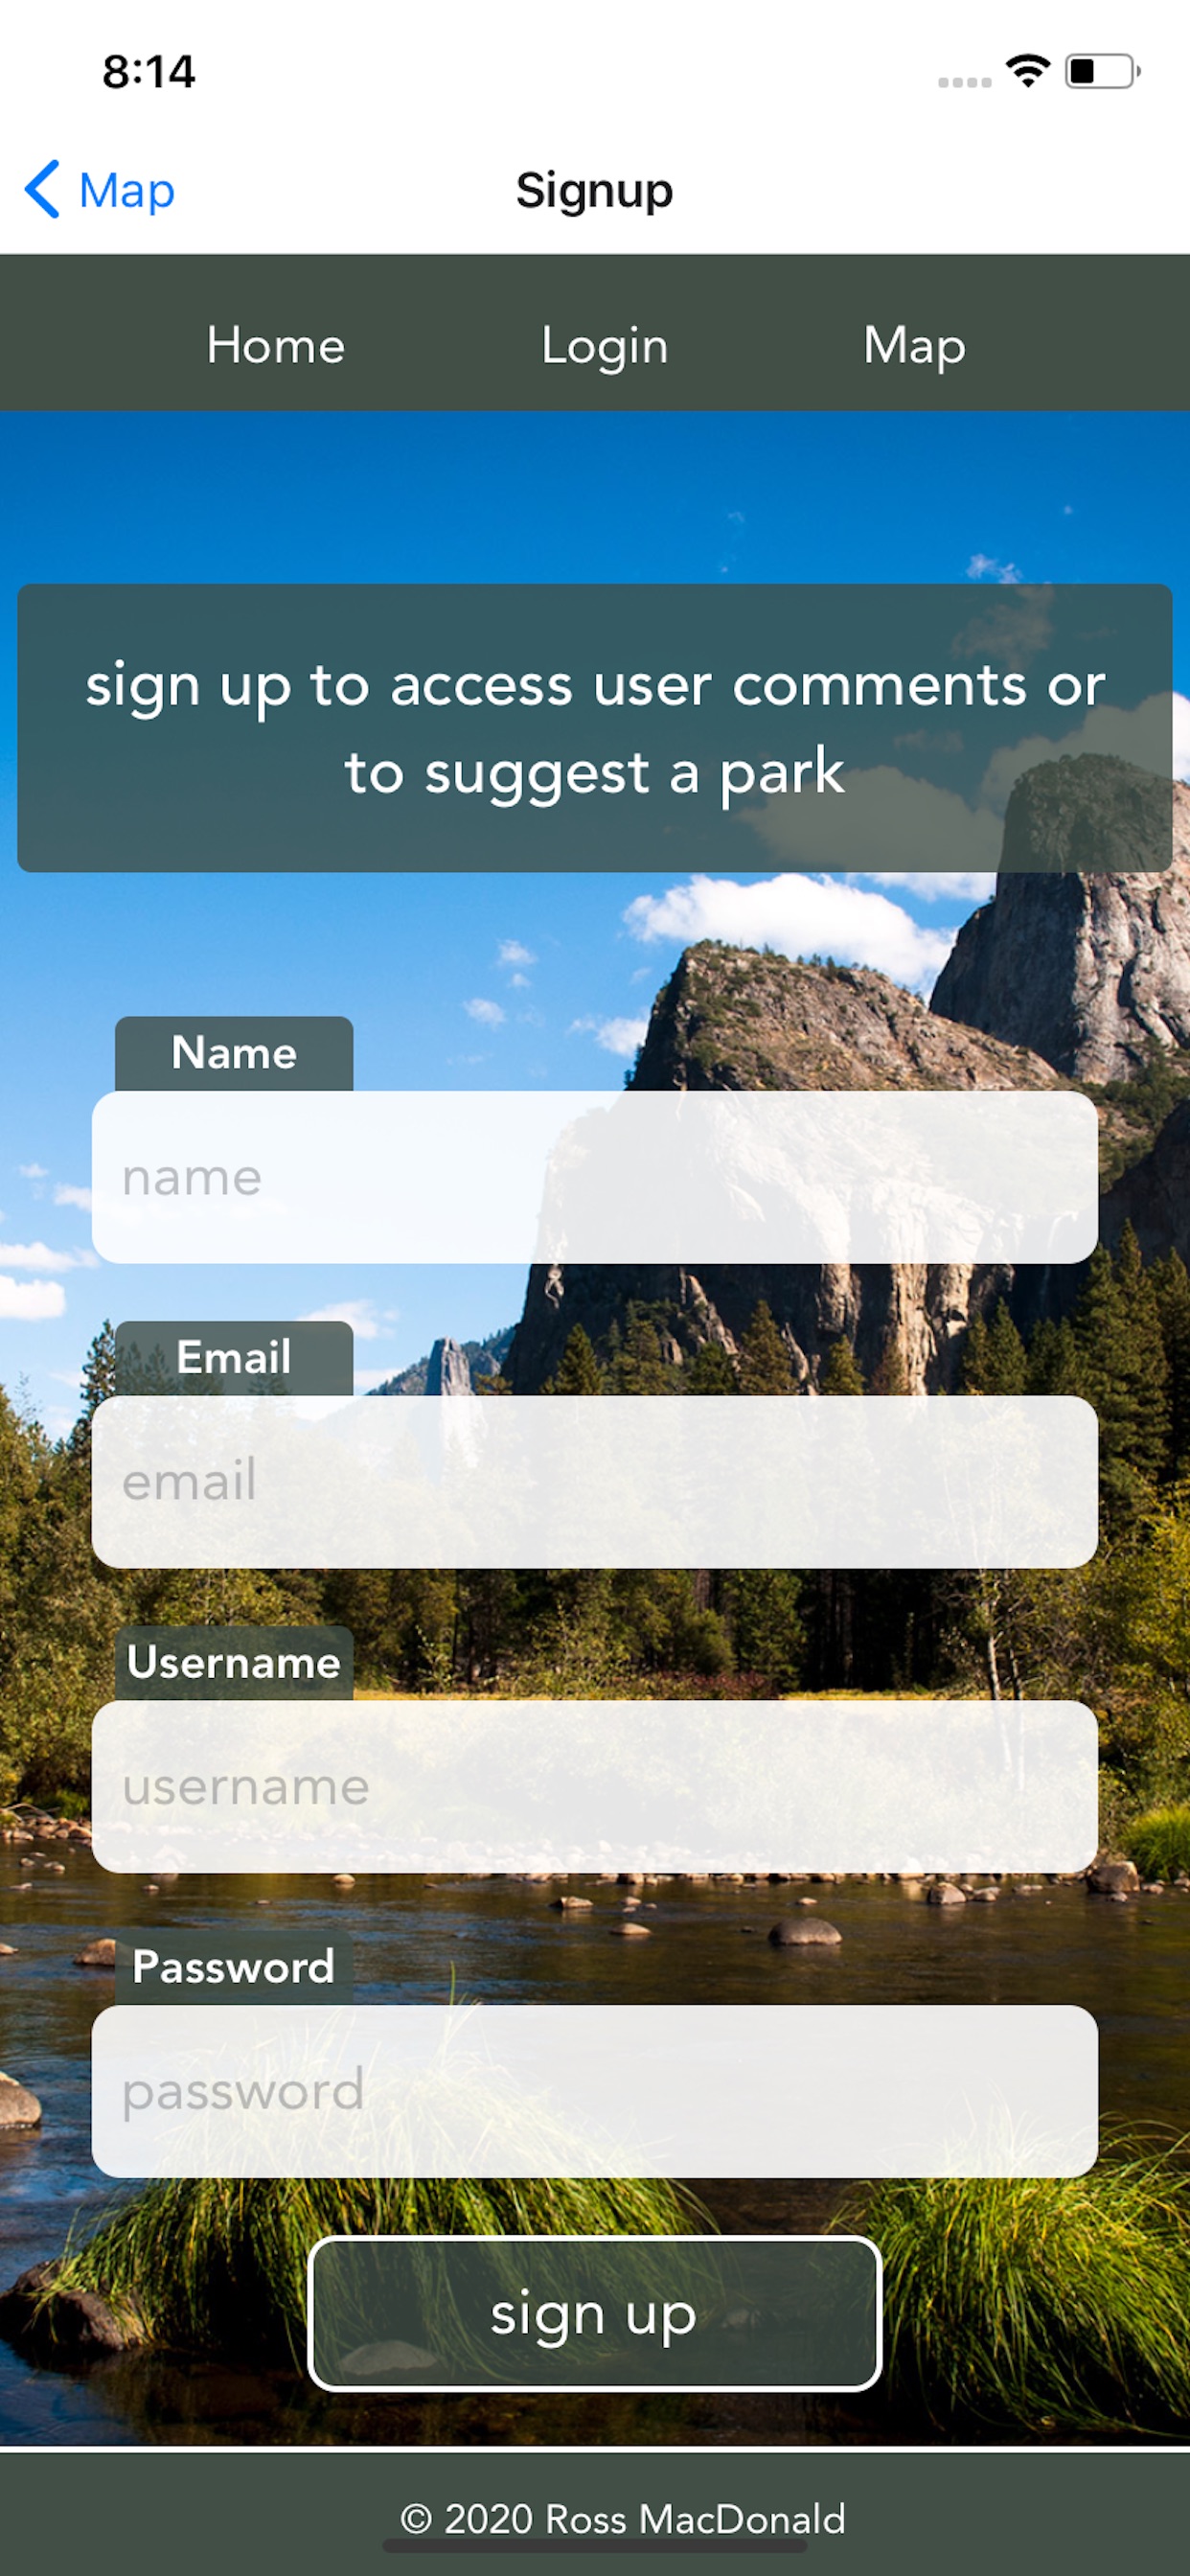 8:14
Map
Signup
Home Login Map
sign up to access user comments or
to suggest a park
Name
name
Email
email
Username
username
Password
password
sign up
© 2020 Ross MacDonald